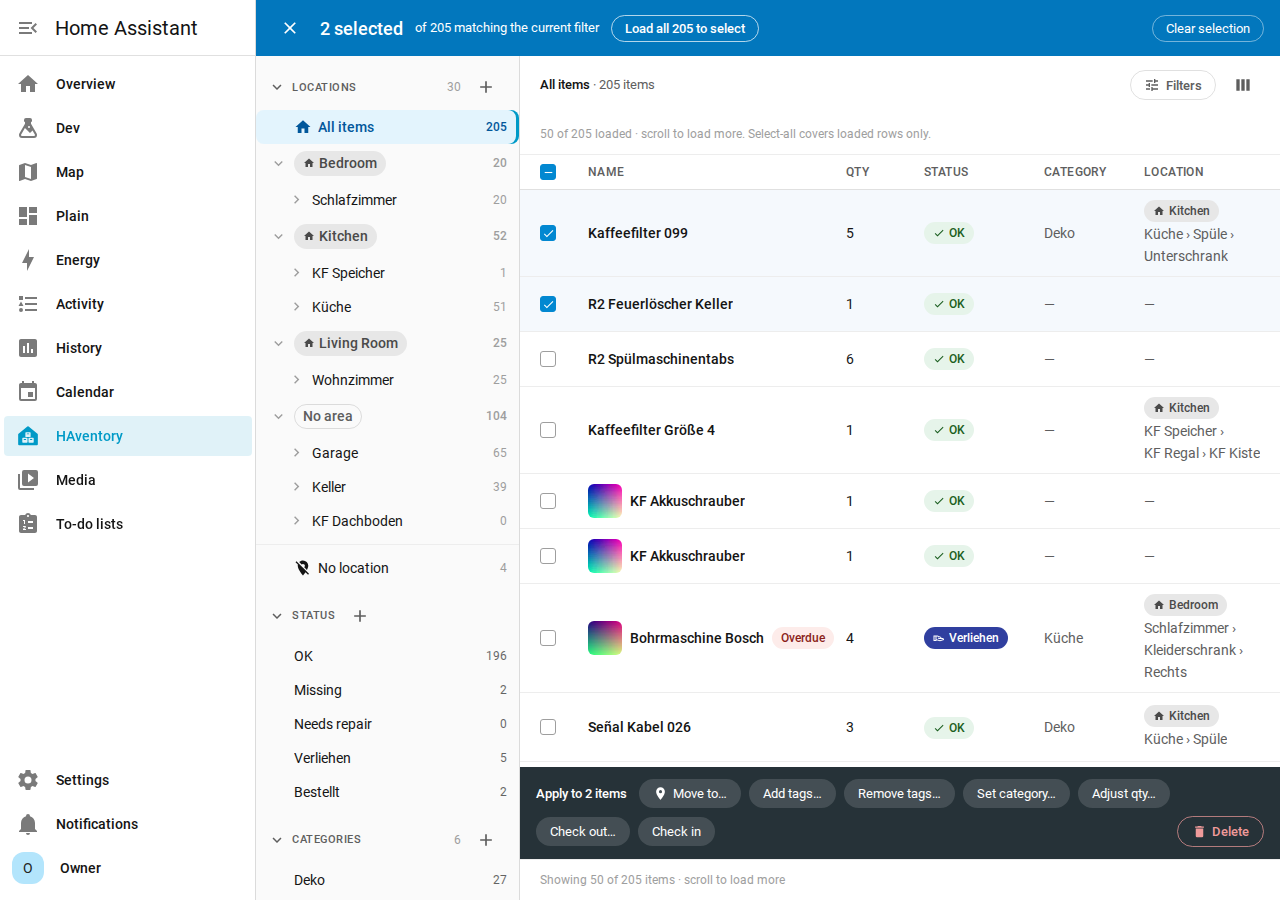 Home Assistant
2 selected of 205 matching the current filter Load all 205 to select Clear selection
Overview
Dev
Map
Plain
Energy
Activity
History
Calendar
HAventory
Media
To-do lists
Settings
Notifications
O Owner
LOCATIONS 30
All items 205
Bedroom 20
Schlafzimmer 20
Kitchen 52
KF Speicher 1
Küche 51
Living Room 25
Wohnzimmer 25
No area 104
Garage 65
Keller 39
KF Dachboden 0
No location 4
STATUS
OK 196
Missing 2
Needs repair 0
Verliehen 5
Bestellt 2
CATEGORIES 6
Deko 27
All items · 205 items Filters
50 of 205 loaded · scroll to load more. Select-all covers loaded rows only.
NAME QTY STATUS CATEGORY LOCATION
Kaffeefilter 099 5 OK Deko Kitchen
Küche › Spüle ›
Unterschrank
R2 Feuerlöscher Keller 1 OK — —
R2 Spülmaschinentabs 6 OK — —
Kaffeefilter Größe 4 1 OK — Kitchen
KF Speicher ›
KF Regal › KF Kiste
KF Akkuschrauber 1 OK — —
KF Akkuschrauber 1 OK — —
Bohrmaschine Bosch Overdue 4 Verliehen Küche Bedroom
Schlafzimmer ›
Kleiderschrank ›
Rechts
Señal Kabel 026 3 OK Deko Kitchen
Küche › Spüle
Apply to 2 items Move to… Add tags… Remove tags… Set category… Adjust qty…
Check out… Check in Delete
Showing 50 of 205 items · scroll to load more